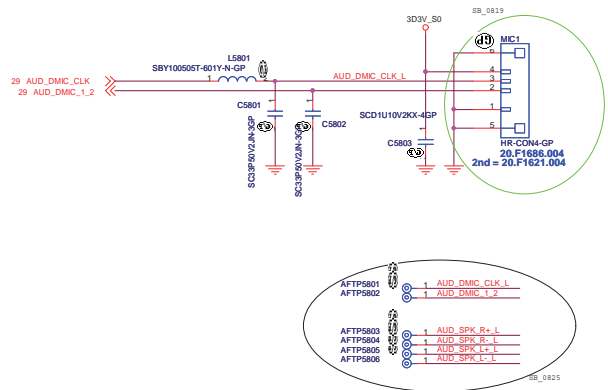 SB_0819
3D3V_S0
MIC1
L5801
SBY100505T-601Y-N-GP
6
4
29 AUD_DMIC_CLK
1
2
AUD_DMIC_CLK_L
3
29 AUD_DMIC_1_2
2
C5801
C5802
SCD1U10V2KX-4GP
1
1
1
1
C5803
5
SC33P50V2JN-3GP
SC33P50V2JN-3GP
HR-CON4-GP
20.F1686.004
2nd = 20.F1621.004
AFTP5801
1
AUD_DMIC_CLK_L
AFTP5802
1
AUD_DMIC_1_2
AFTP5803
1
AUD_SPK_R+_L
AFTP5804
1
AUD_SPK_R-_L
AFTP5805
1
AUD_SPK_L+_L
AFTP5806
1
AUD_SPK_L-_L
SB_0825